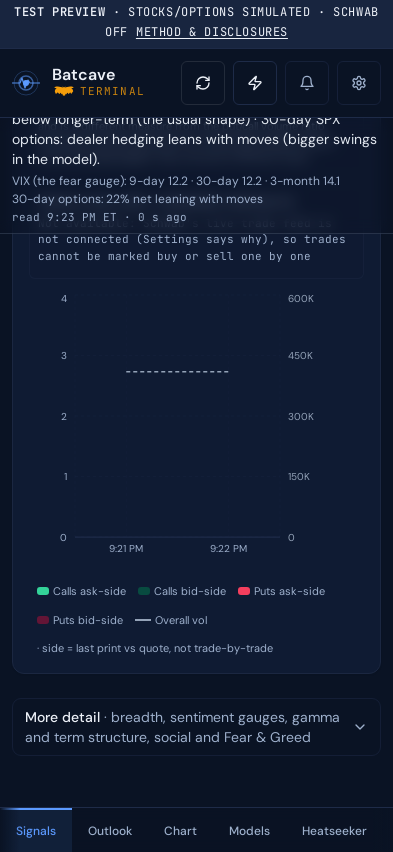 TEST PREVIEW · STOCKS/OPTIONS SIMULATED · SCHWAB
OFF METHOD & DISCLOSURES
Batcave
TERMINAL
below longer-term (the usual shape) · 30-day SPX
options: dealer hedging leans with moves (bigger swings
in the model).
VIX (the fear gauge): 9-day 12.2 · 30-day 12.2 · 3-month 14.1
30-day options: 22% net leaning with moves
read 9:23 PM ET · 0 s ago
not connected (Settings says why), so trades
cannot be marked buy or sell one by one
4 600K
3 450K
2 300K
1 150K
0 0
9:21 PM 9:22 PM
Calls ask-side Calls bid-side Puts ask-side
Puts bid-side Overall vol
· side = last print vs quote, not trade-by-trade
More detail · breadth, sentiment gauges, gamma
and term structure, social and Fear & Greed
Signals Outlook Chart Models Heatseeker